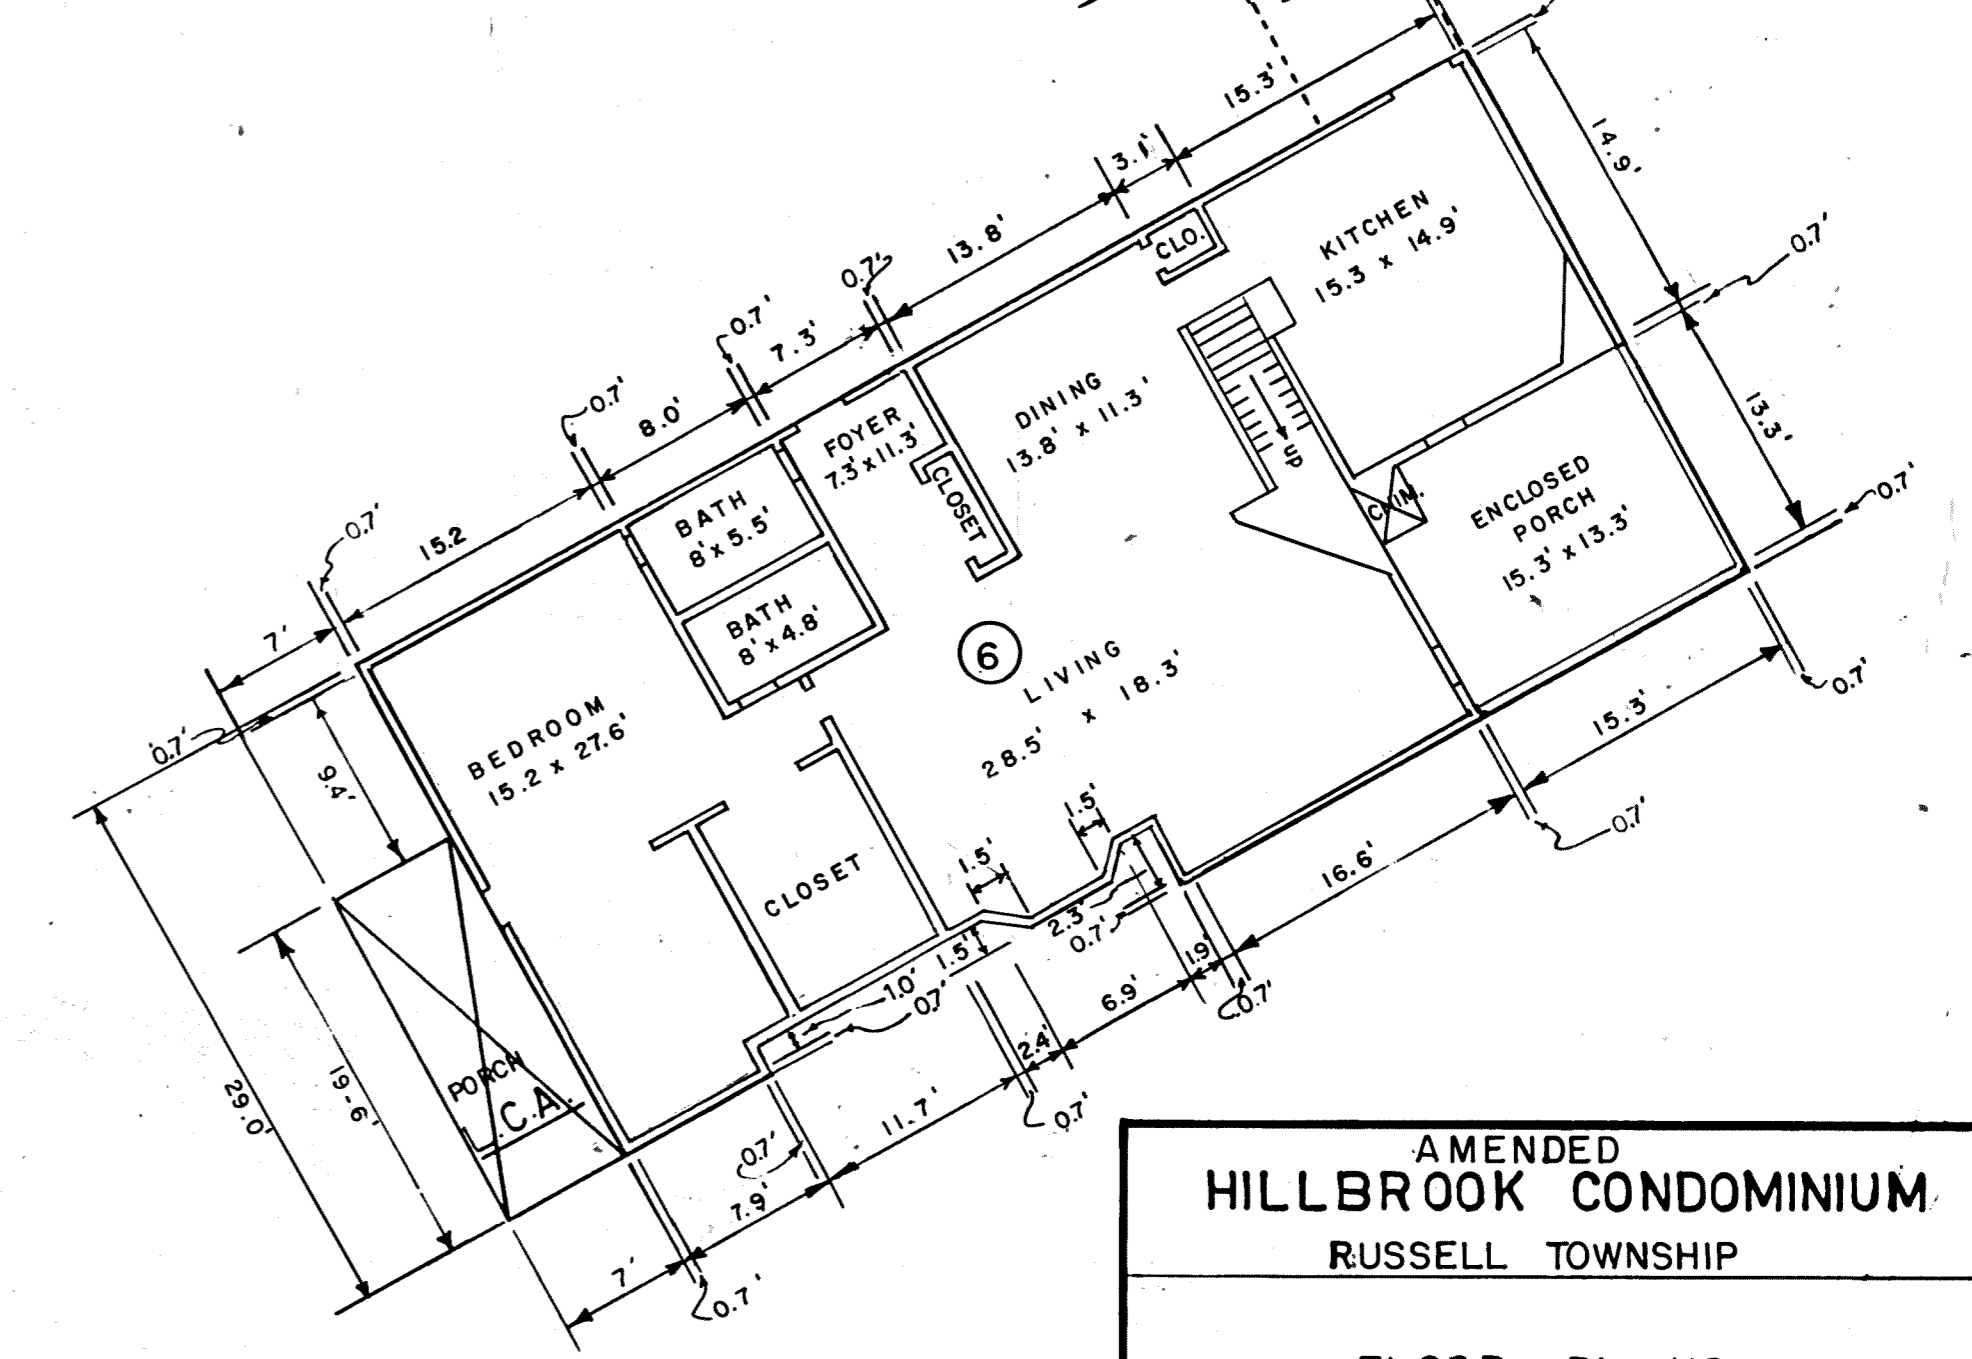 15.3'
3.1'
13.8'
0.7'
7.3'
0.7'
8.0'
0.7'
15.2
0.7'
7'
0.7'
14.9'
0.7'
13.3'
0.7'
KITCHEN
15.3 x 14.9'
CLO.
DINING
13.8' x 11.3'
FOYER
7.3' x 11.3'
CLOSET
UP
CHIM.
ENCLOSED
PORCH
15.3' x 13.3'
BATH
8' x 5.5'
BATH
8' x 4.8'
6
LIVING
28.5' x 18.3'
BEDROOM
15.2 x 27.6'
CLOSET
9.4'
29.0'
19-6'
PORCH
L.C.A.
0.7'
15.3'
0.7'
16.6'
1.5'
1.5'
2.3'
0.7'
1.5'
1.0'
0.7'
1.9'
0.7'
6.9'
2.4'
0.7'
11.7'
0.7'
7.9'
7'
0.7'
AMENDED
HILLBROOK CONDOMINIUM
RUSSELL TOWNSHIP